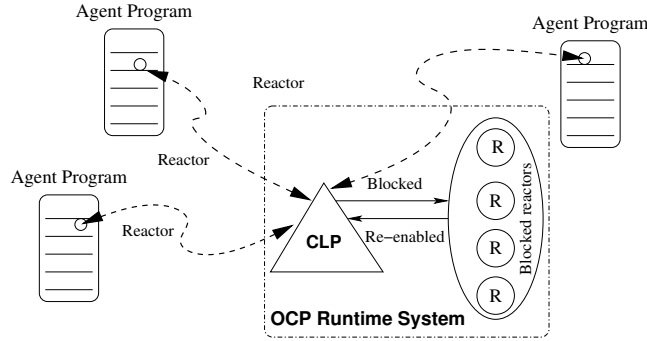 Agent Program
Agent Program
Reactor
Reactor
Agent Program
Reactor
Blocked
Re−enabled
CLP
R
R
R
R
Blocked reactors
OCP Runtime System